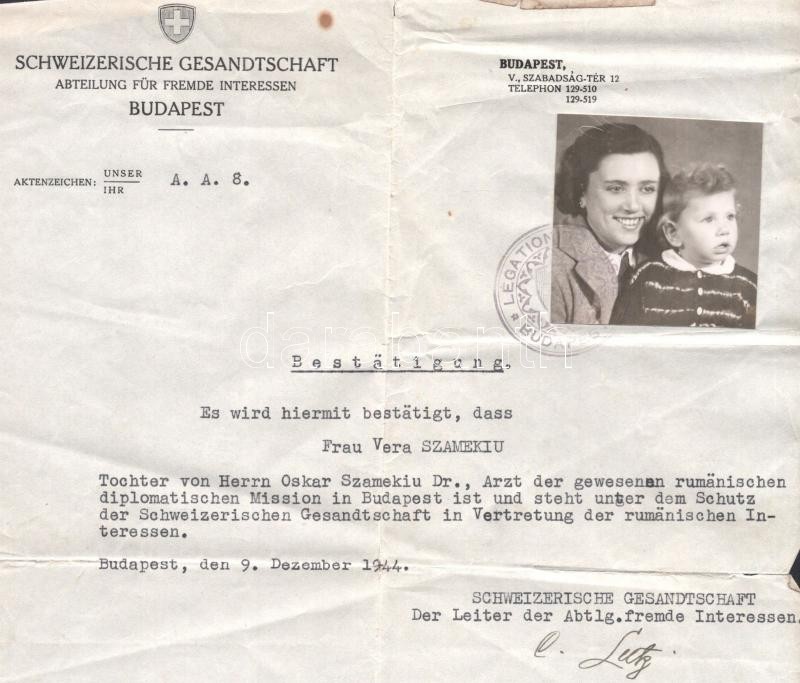 SCHWEIZERISCHE GESANDTSCHAFT
ABTEILUNG FÜR FREMDE INTERESSEN
BUDAPEST
BUDAPEST,
V., SZABADSÁG-TÉR 12
TELEPHON 129-510
129-519
AKTENZEICHEN: UNSER
IHR
A. A. 8.
LÉGATION
BUDAPES
Bestätigung.
Es wird hiermit bestätigt, dass
Frau Vera SZAMEKIU
Tochter von Herrn Oskar Szamekiu Dr., Arzt der gewesenen rumänischen
diplomatischen Mission in Budapest ist und steht unter dem Schutz
der Schweizerischen Gesandtschaft in Vertretung der rumänischen In-
teressen.
Budapest, den 9. Dezember 1944.
SCHWEIZERISCHE GESANDTSCHAFT
Der Leiter der Abtlg.fremde Interessen.
C. Lutz